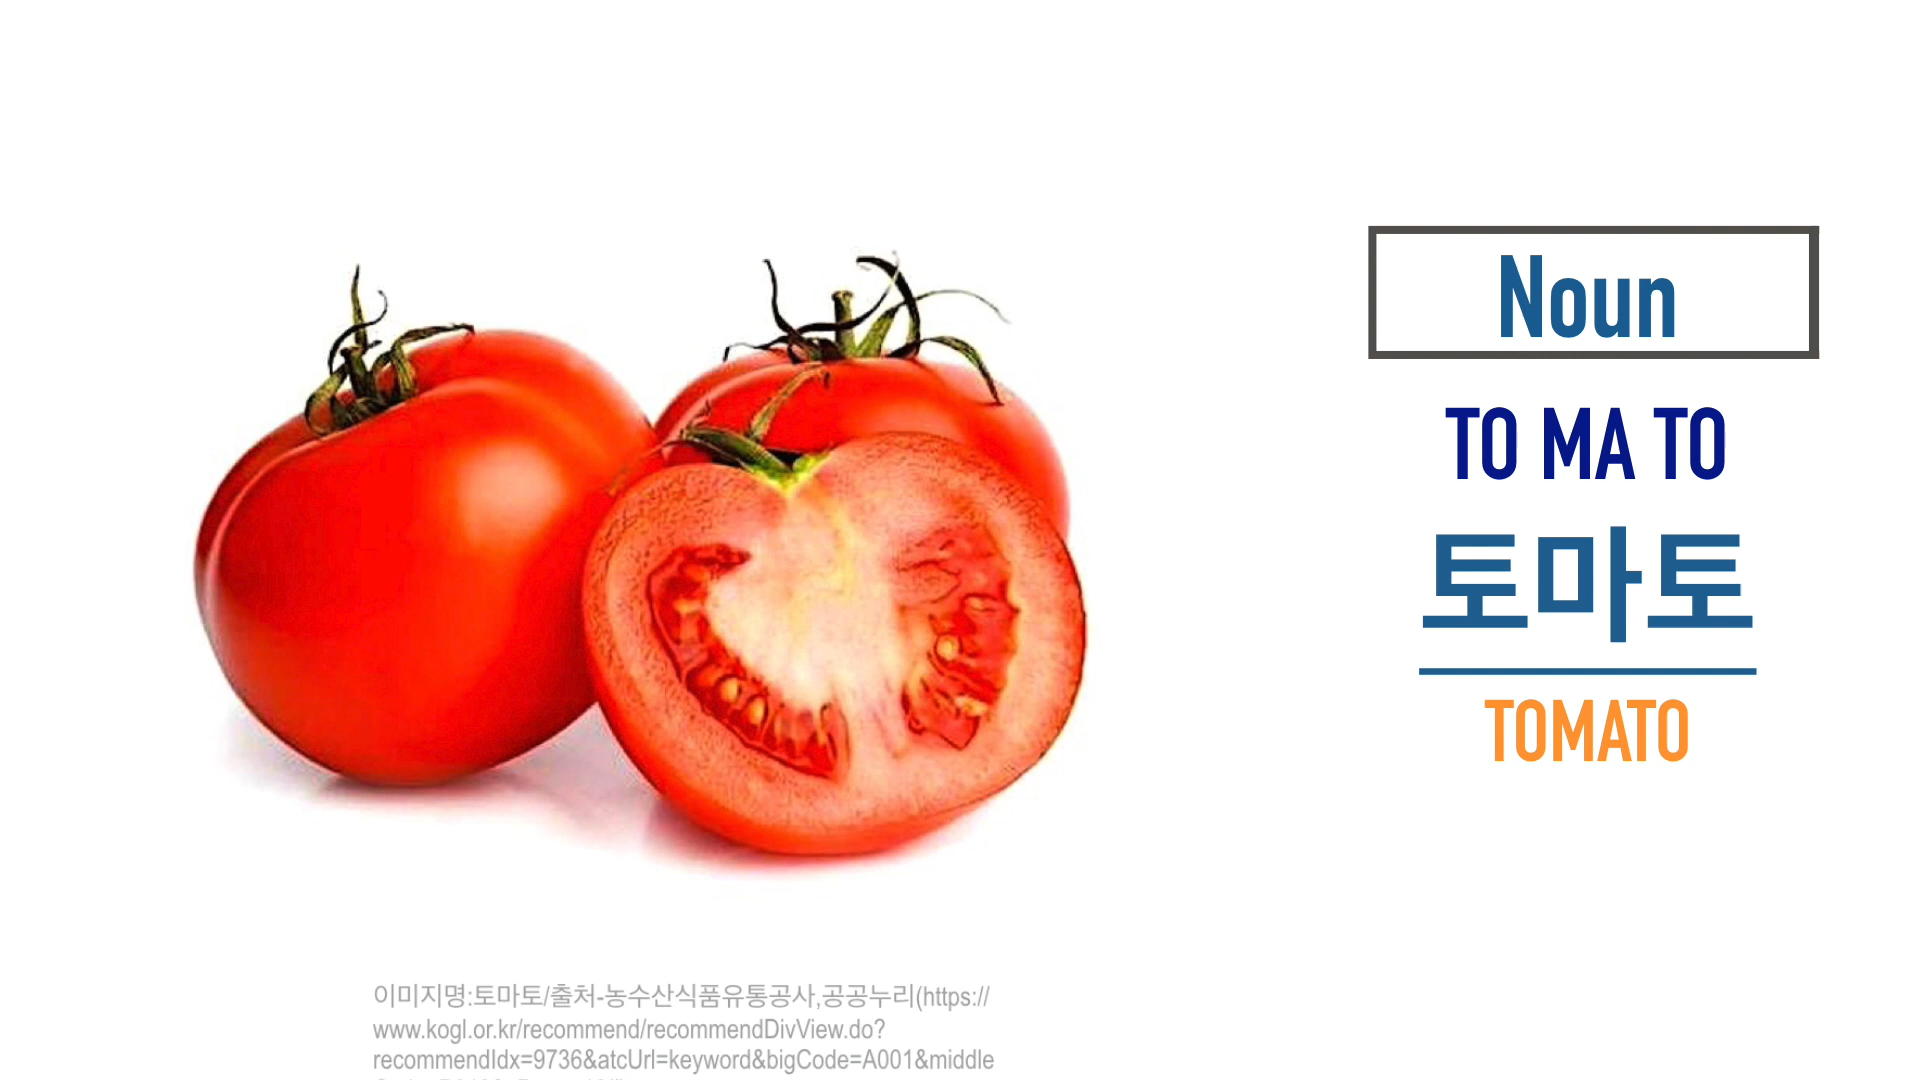 Noun
TO MA TO
토마토
TOMATO
이미지명:토마토/출처-농수산식품유통공사,공공누리(https://
www.kogl.or.kr/recommend/recommendDivView.do?
recommendIdx=9736&atcUrl=keyword&bigCode=A001&middle